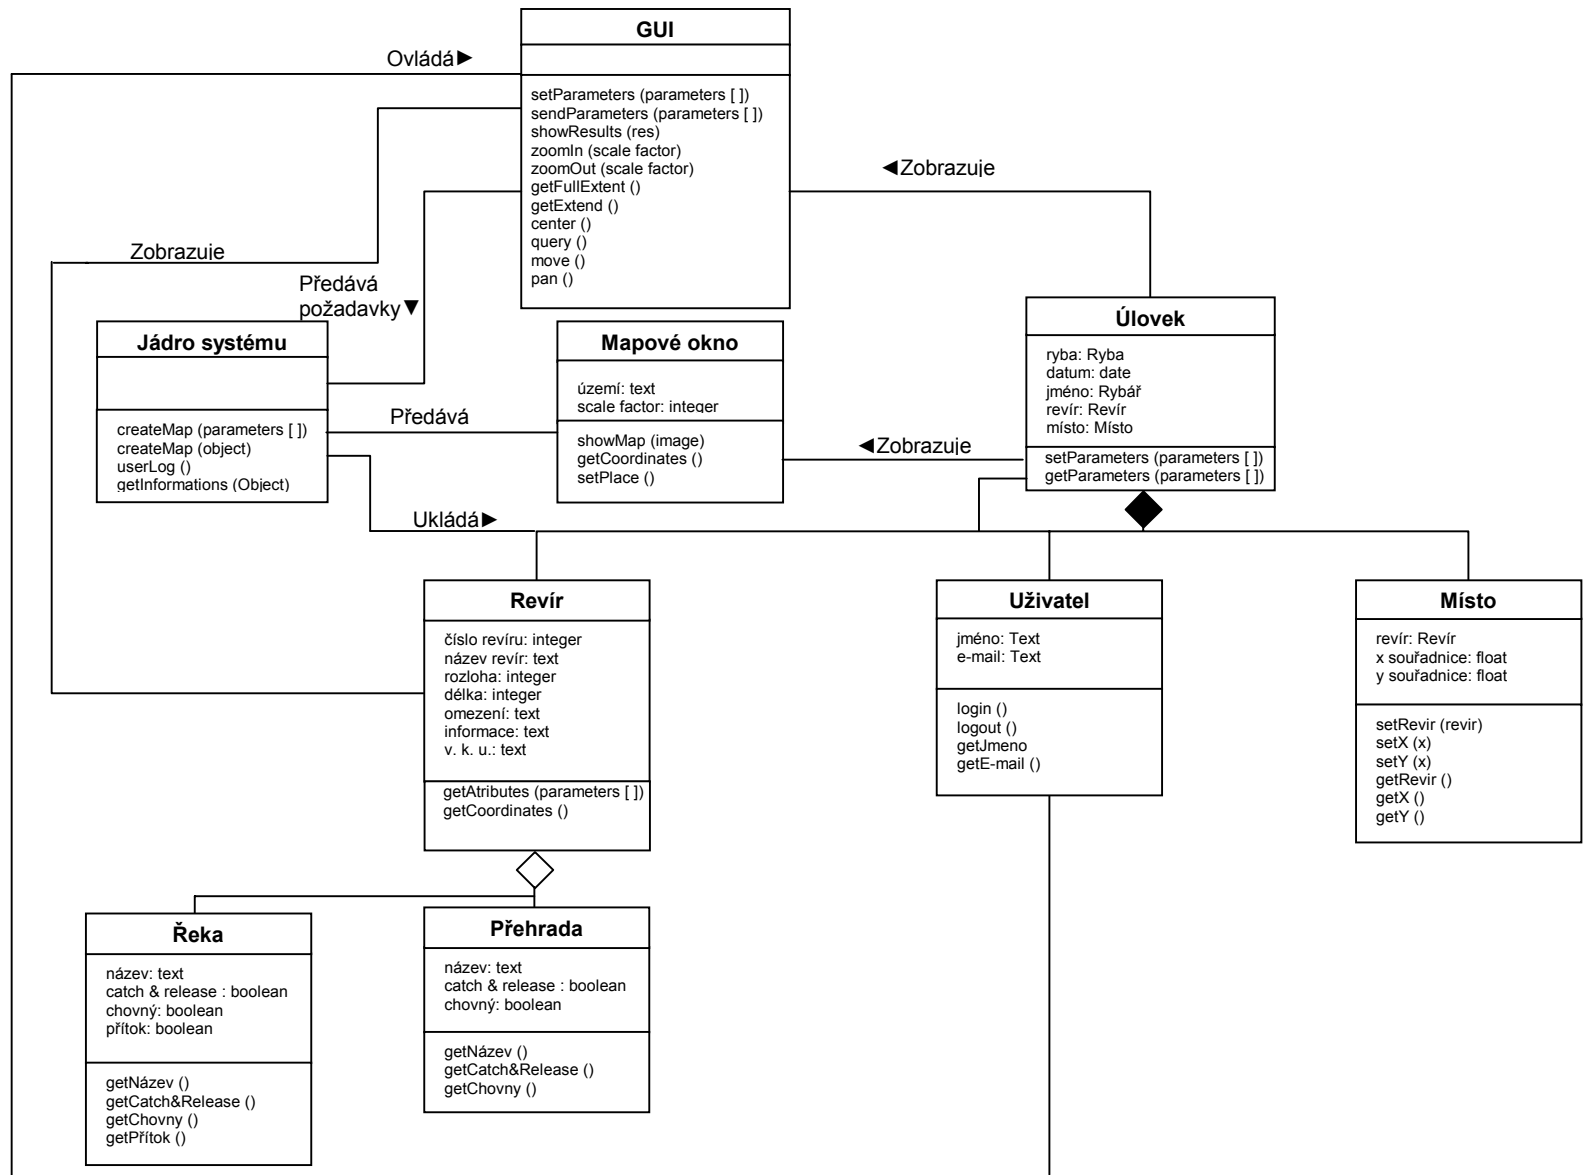 GUI
Ovládá►
setParameters (parameters [ ])
sendParameters (parameters [ ])
showResults (res)
zoomIn (scale factor)
zoomOut (scale factor)
getFullExtent ()
getExtend ()
center ()
query ()
move ()
pan ()
◄Zobrazuje
Zobrazuje
Předává
požadavky▼
Jádro systému
createMap (parameters [ ])
createMap (object)
userLog ()
getInformations (Object)
Předává
Mapové okno
území: text
scale factor: integer
showMap (image)
getCoordinates ()
setPlace ()
◄Zobrazuje
Úlovek
ryba: Ryba
datum: date
jméno: Rybář
revír: Revír
místo: Místo
setParameters (parameters [ ])
getParameters (parameters [ ])
Ukládá►
Revír
číslo revíru: integer
název revír: text
rozloha: integer
délka: integer
omezení: text
informace: text
v. k. u.: text
getAtributes (parameters [ ])
getCoordinates ()
Uživatel
jméno: Text
e-mail: Text
login ()
logout ()
getJmeno
getE-mail ()
Místo
revír: Revír
x souřadnice: float
y souřadnice: float
setRevir (revir)
setX (x)
setY (x)
getRevir ()
getX ()
getY ()
Řeka
název: text
catch & release : boolean
chovný: boolean
přítok: boolean
getNázev ()
getCatch&Release ()
getChovny ()
getPřítok ()
Přehrada
název: text
catch & release : boolean
chovný: boolean
getNázev ()
getCatch&Release ()
getChovny ()